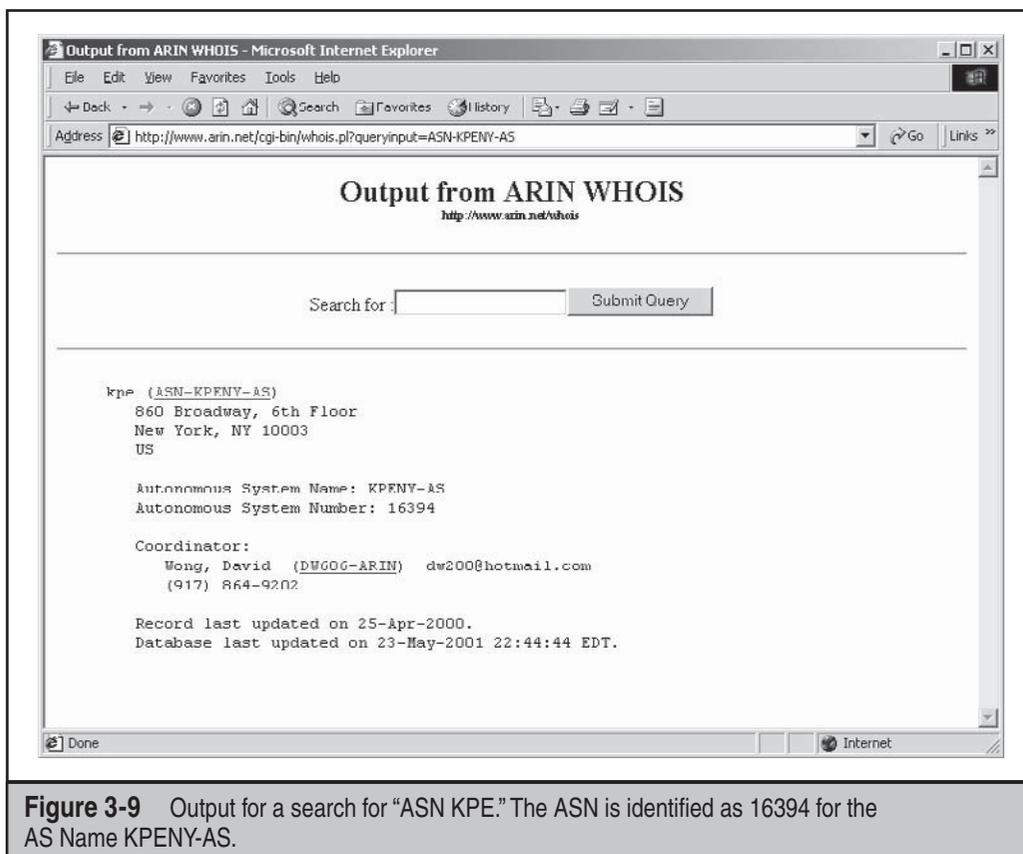 Output from ARIN WHOIS - Microsoft Internet Explorer
File Edit View Favorites Tools Help
Back Search Favorites History
Address http://www.arin.net/cgi-bin/whois.pl?queryinput=ASN-KPENY-AS Go Links »
Output from ARIN WHOIS
http://www.arin.net/whois
Search for : Submit Query
kpe (ASN-KPENY-AS)
860 Broadway, 6th Floor
New York, NY 10003
US
Autonomous System Name: KPENY-AS
Autonomous System Number: 16394
Coordinator:
Wong, David (DW606-ARIN) dw200@hotmail.com
(917) 864-9202
Record last updated on 25-Apr-2000.
Database last updated on 23-May-2001 22:44:44 EDT.
Done Internet
Figure 3-9 Output for a search for “ASN KPE.” The ASN is identified as 16394 for the
AS Name KPENY-AS.